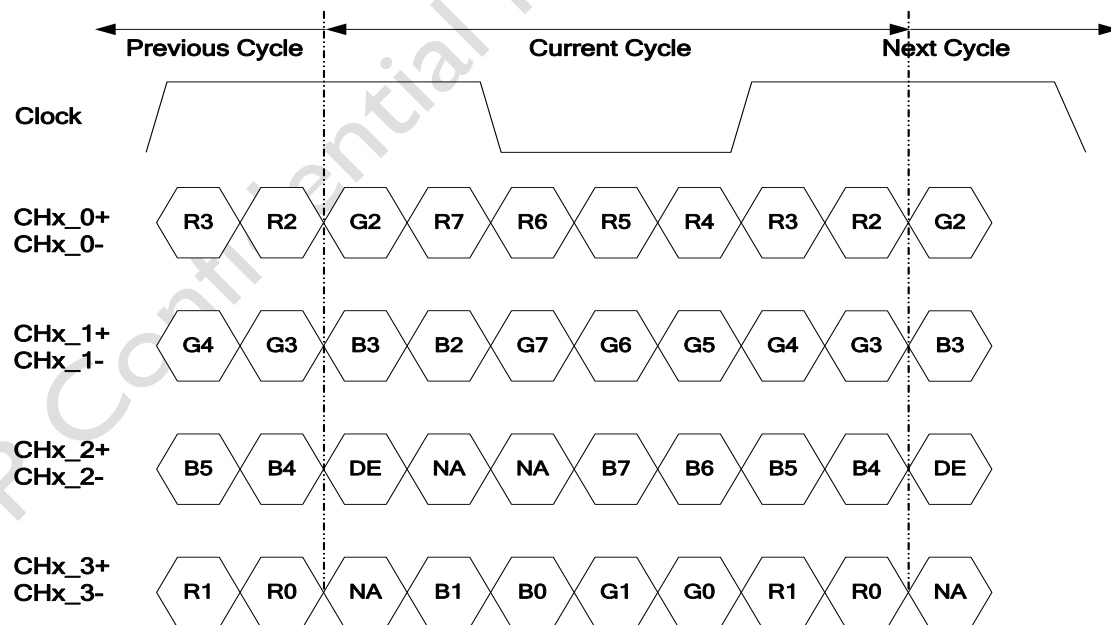 Previous Cycle Current Cycle Next Cycle
Clock
CHx_0+
CHx_0-
R3 R2 G2 R7 R6 R5 R4 R3 R2 G2
CHx_1+
CHx_1-
G4 G3 B3 B2 G7 G6 G5 G4 G3 B3
CHx_2+
CHx_2-
B5 B4 DE NA NA B7 B6 B5 B4 DE
CHx_3+
CHx_3-
R1 R0 NA B1 B0 G1 G0 R1 R0 NA
Confidential